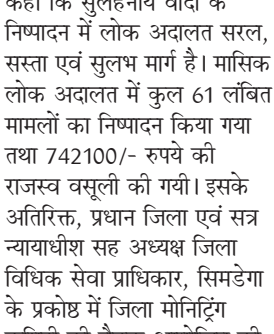 कहा कि सुलहनीय वादों के
निष्पादन में लोक अदालत सरल,
सस्ता एवं सुलभ मार्ग है। मासिक
लोक अदालत में कुल 61 लंबित
मामलों का निष्पादन किया गया
तथा 742100/- रुपये की
राजस्व वसूली की गयी। इसके
अतिरिक्त, प्रधान जिला एवं सत्र
न्यायाधीश सह अध्यक्ष जिला
विधिक सेवा प्राधिकार, सिमडेगा
के प्रकोष्ठ में जिला मोनिट्रिंग